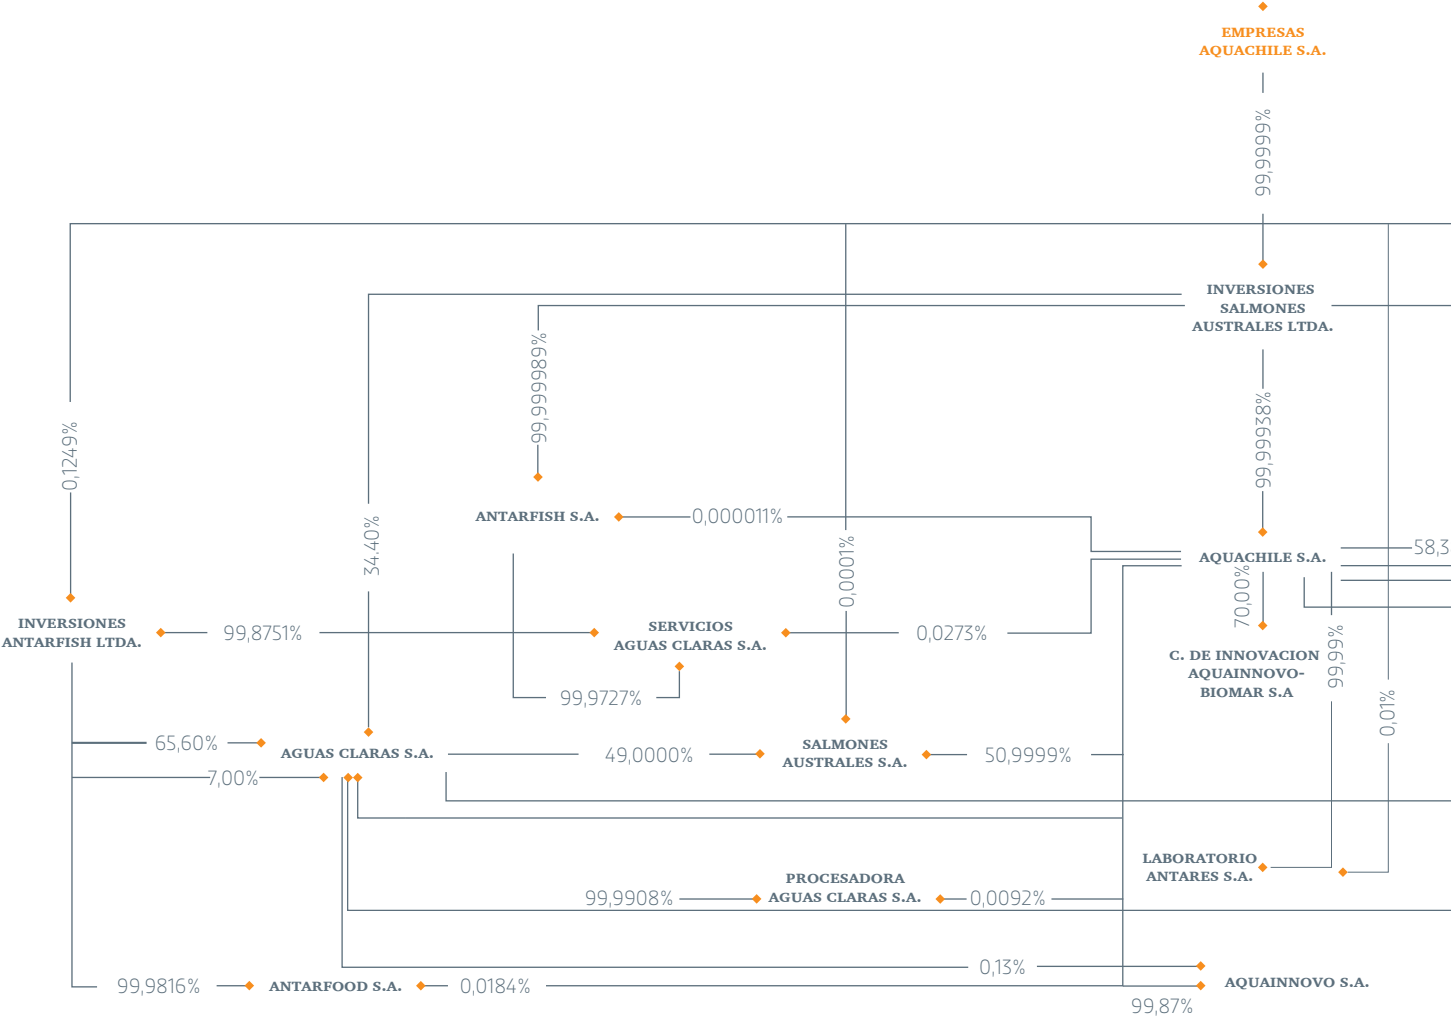 EMPRESAS
AQUACHILE S.A.
99,9999%
INVERSIONES
SALMONES
AUSTRALES LTDA.
99,9999989%
99,99938%
0,1249%
34.40%
ANTARFISH S.A.
0,000011%
0,0001%
AQUACHILE S.A.
58,3
70,00%
INVERSIONES
ANTARFISH LTDA.
99,8751%
SERVICIOS
AGUAS CLARAS S.A.
0,0273%
99,99%
C. DE INNOVACION
AQUAINNOVO-
BIOMAR S.A
99,9727%
0,01%
65,60%
AGUAS CLARAS S.A.
49,0000%
SALMONES
AUSTRALES S.A.
50,9999%
7,00%
LABORATORIO
ANTARES S.A.
99,9908%
PROCESADORA
AGUAS CLARAS S.A.
0,0092%
0,13%
99,9816%
ANTARFOOD S.A.
0,0184%
AQUAINNOVO S.A.
99,87%